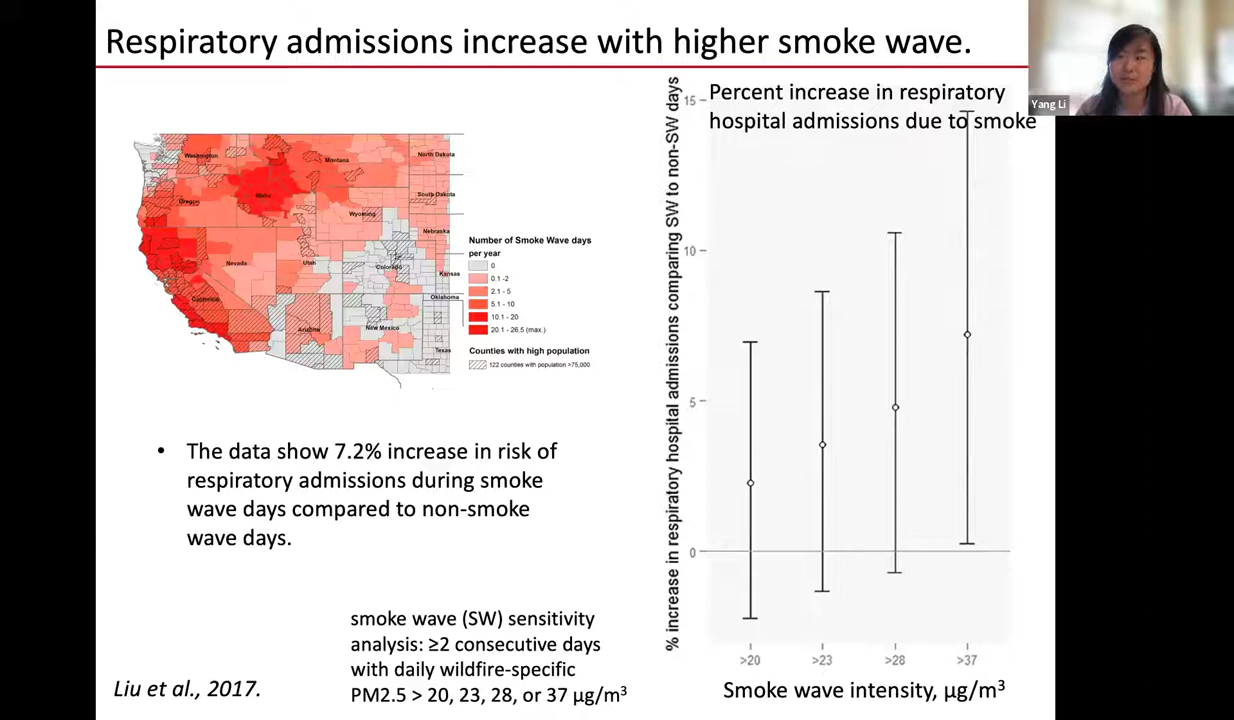 Respiratory admissions increase with higher smoke wave.
Yang Li
Washington
Montana
North Dakota
Oregon
Idaho
South Dakota
Wyoming
Nebraska
Nevada
Utah
Colorado
Kansas
California
Oklahoma
Arizona
New Mexico
Texas
Number of Smoke Wave days
per year
0
0.1 -2
2.1 - 5
5.1 - 10
10.1 - 20
20.1 - 26.5 (max.)
Counties with high population
122 counties with population >75,000
• The data show 7.2% increase in risk of
respiratory admissions during smoke
wave days compared to non-smoke
wave days.
smoke wave (SW) sensitivity
analysis: ≥2 consecutive days
with daily wildfire-specific
PM2.5 > 20, 23, 28, or 37 µg/m³
Liu et al., 2017.
Percent increase in respiratory
hospital admissions due to smoke
% increase in respiratory hospital admissions comparing SW to non-SW days
15
10
5
0
>20 >23 >28 >37
Smoke wave intensity, µg/m³